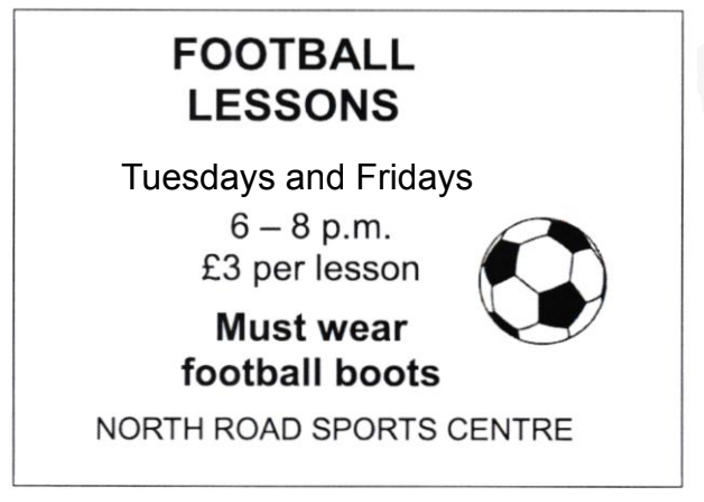 FOOTBALL
LESSONS
Tuesdays and Fridays
6 – 8 p.m.
£3 per lesson
Must wear
football boots
NORTH ROAD SPORTS CENTRE